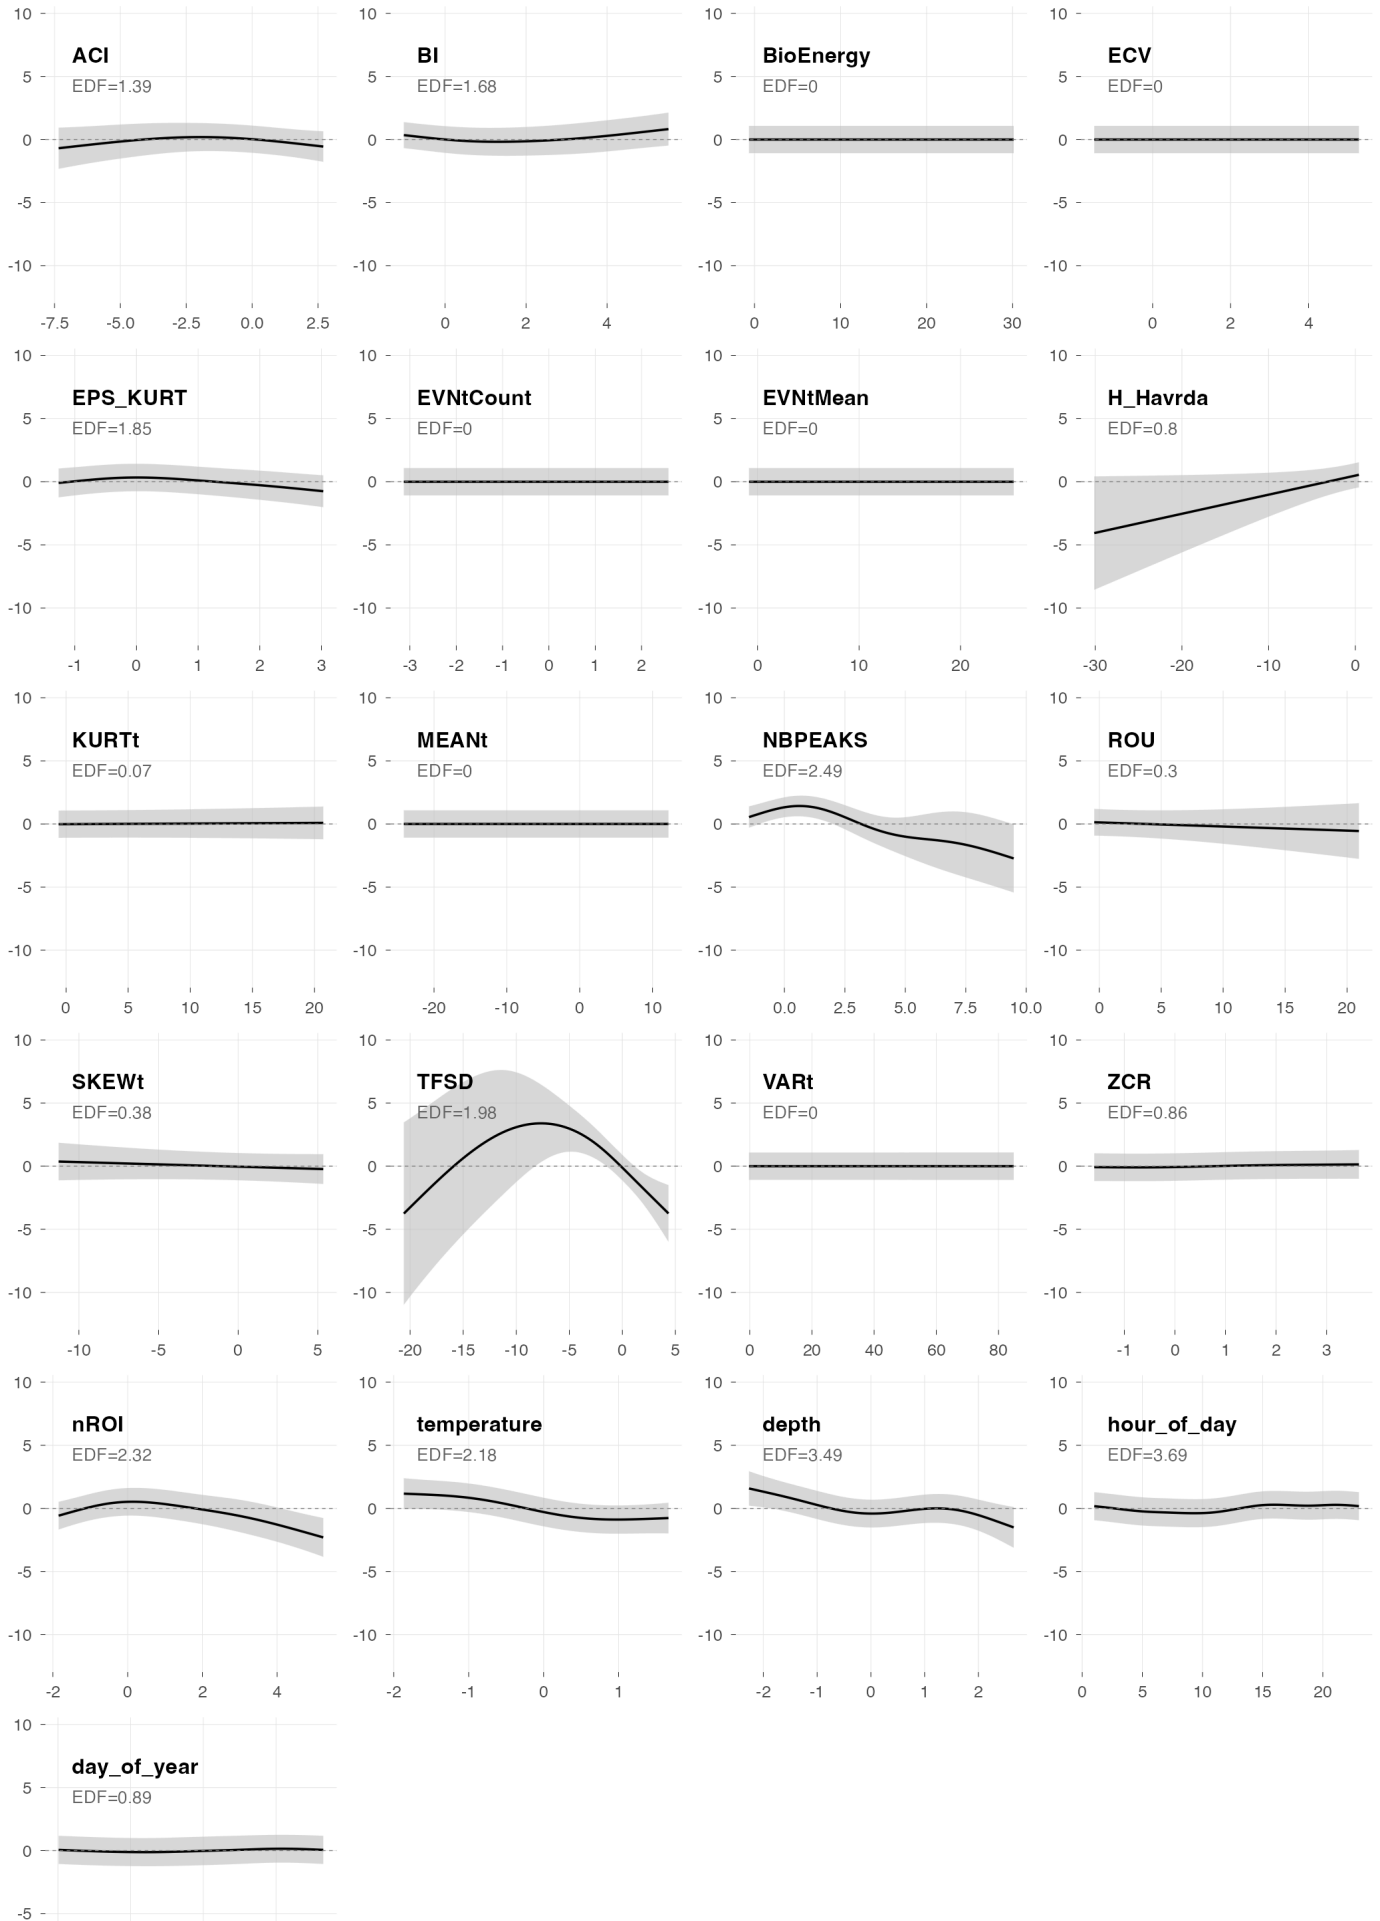 ACI
EDF=1.39
10
5
0
-5
-10
-7.5 -5.0 -2.5 0.0 2.5
BI
EDF=1.68
10
5
0
-5
-10
0 2 4
BioEnergy
EDF=0
10
5
0
-5
-10
0 10 20 30
ECV
EDF=0
10
5
0
-5
-10
0 2 4
EPS_KURT
EDF=1.85
10
5
0
-5
-10
-1 0 1 2 3
EVNtCount
EDF=0
10
5
0
-5
-10
-3 -2 -1 0 1 2
EVNtMean
EDF=0
10
5
0
-5
-10
0 10 20
H_Havrda
EDF=0.8
10
5
0
-5
-10
-30 -20 -10 0
KURTt
EDF=0.07
10
5
0
-5
-10
0 5 10 15 20
MEANt
EDF=0
10
5
0
-5
-10
-20 -10 0 10
NBPEAKS
EDF=2.49
10
5
0
-5
-10
0.0 2.5 5.0 7.5 10.0
ROU
EDF=0.3
10
5
0
-5
-10
0 5 10 15 20
SKEWt
EDF=0.38
10
5
0
-5
-10
-10 -5 0 5
TFSD
EDF=1.98
10
5
0
-5
-10
-20 -15 -10 -5 0 5
VARt
EDF=0
10
5
0
-5
-10
0 20 40 60 80
ZCR
EDF=0.86
10
5
0
-5
-10
-1 0 1 2 3
nROI
EDF=2.32
10
5
0
-5
-10
-2 0 2 4
temperature
EDF=2.18
10
5
0
-5
-10
-2 -1 0 1
depth
EDF=3.49
10
5
0
-5
-10
-2 -1 0 1 2
hour_of_day
EDF=3.69
10
5
0
-5
-10
0 5 10 15 20
day_of_year
EDF=0.89
10
5
0
-5